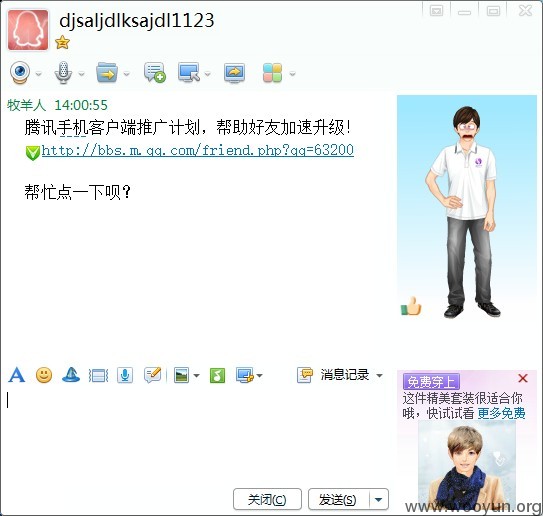 djsaljdlksajdl1123
牧羊人 14:00:55
腾讯手机客户端推广计划，帮助好友加速升级！
http://bbs.m.qq.com/friend.php?qq=63200
帮忙点一下呗？
消息记录
免费穿上
这件精美套装很适合你
哦，快试试看 更多免费
关闭(C)
发送(S)
www.wooyun.org